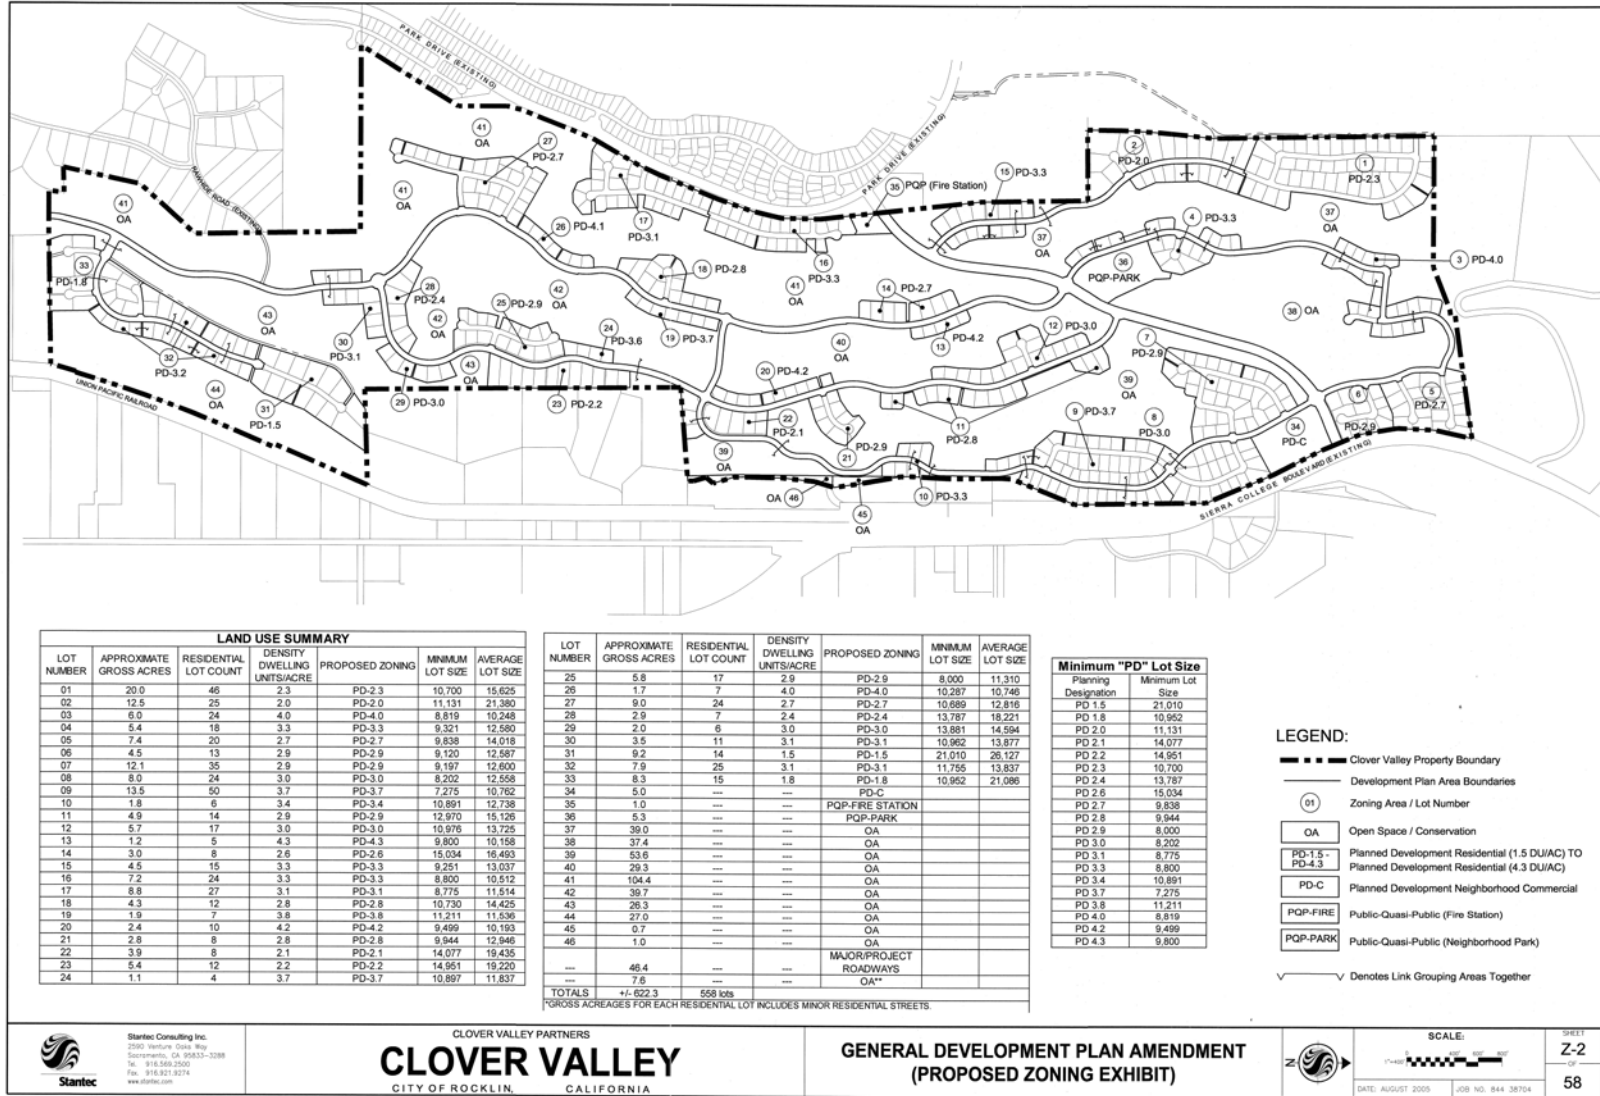 PARK DRIVE (EXISTING)
PARK DRIVE (EXISTING)
RAWHIDE ROAD (EXISTING)
UNION PACIFIC RAILROAD
SIERRA COLLEGE BOULEVARD (EXISTING)
41
OA
27
PD-2.7
2
PD-2.0
1
PD-2.3
15 PD-3.3
35 PQP (Fire Station)
41
OA
41
OA
17
PD-3.1
26 PD-4.1
37
OA
37
OA
4 PD-3.3
3 PD-4.0
16
PD-3.3
36
PQP-PARK
33
PD-1.8
18 PD-2.8
41
OA
14 PD-2.7
28
PD-2.4
42
OA
42
OA
25 PD-2.9
43
OA
38 OA
30
PD-3.1
24
PD-3.6
19 PD-3.7
40
OA
13
PD-4.2
12 PD-3.0
7
PD-2.9
32
PD-3.2
44
OA
43
OA
29 PD-3.0
23 PD-2.2
20 PD-4.2
39
OA
6
PD-2.9
5
PD-2.7
31
PD-1.5
22
PD-2.1
21
PD-2.9
11
PD-2.8
9 PD-3.7
8
PD-3.0
34
PD-C
39
OA
OA 46
45
OA
10 PD-3.3
LAND USE SUMMARY
LOT NUMBER APPROXIMATE GROSS ACRES RESIDENTIAL LOT COUNT DENSITY DWELLING UNITS/ACRE PROPOSED ZONING MINIMUM LOT SIZE AVERAGE LOT SIZE
01 20.0 46 2.3 PD-2.3 10,700 15,625
02 12.5 25 2.0 PD-2.0 11,131 21,380
03 6.0 24 4.0 PD-4.0 8,819 10,248
04 5.4 18 3.3 PD-3.3 9,321 12,580
05 7.4 20 2.7 PD-2.7 9,838 14,018
06 4.5 13 2.9 PD-2.9 9,120 12,587
07 12.1 35 2.9 PD-2.9 9,197 12,600
08 8.0 24 3.0 PD-3.0 8,202 12,558
09 13.5 50 3.7 PD-3.7 7,275 10,762
10 1.8 6 3.4 PD-3.4 10,891 12,738
11 4.9 14 2.9 PD-2.9 12,970 15,126
12 5.7 17 3.0 PD-3.0 10,976 13,725
13 1.2 5 4.3 PD-4.3 9,800 10,158
14 3.0 8 2.6 PD-2.6 15,034 16,493
15 4.5 15 3.3 PD-3.3 9,251 13,037
16 7.2 24 3.3 PD-3.3 8,800 10,512
17 8.8 27 3.1 PD-3.1 8,775 11,514
18 4.3 12 2.8 PD-2.8 10,730 14,425
19 1.9 7 3.8 PD-3.8 11,211 11,536
20 2.4 10 4.2 PD-4.2 9,499 10,193
21 2.8 8 2.8 PD-2.8 9,944 12,946
22 3.9 8 2.1 PD-2.1 14,077 19,435
23 5.4 12 2.2 PD-2.2 14,951 19,220
24 1.1 4 3.7 PD-3.7 10,897 11,837
LOT NUMBER APPROXIMATE GROSS ACRES RESIDENTIAL LOT COUNT DENSITY DWELLING UNITS/ACRE PROPOSED ZONING MINIMUM LOT SIZE AVERAGE LOT SIZE
25 5.8 17 2.9 PD-2.9 8,000 11,310
26 1.7 7 4.0 PD-4.0 10,287 10,746
27 9.0 24 2.7 PD-2.7 10,689 12,816
28 2.9 7 2.4 PD-2.4 13,787 18,221
29 2.0 6 3.0 PD-3.0 13,881 14,594
30 3.5 11 3.1 PD-3.1 10,962 13,877
31 9.2 14 1.5 PD-1.5 21,010 26,127
32 7.9 25 3.1 PD-3.1 11,755 13,837
33 8.3 15 1.8 PD-1.8 10,952 21,086
34 5.0 --- --- PD-C
35 1.0 --- --- PQP-FIRE STATION
36 5.3 --- --- PQP-PARK
37 39.0 --- --- OA
38 37.4 --- --- OA
39 53.6 --- --- OA
40 29.3 --- --- OA
41 104.4 --- --- OA
42 39.7 --- --- OA
43 26.3 --- --- OA
44 27.0 --- --- OA
45 0.7 --- --- OA
46 1.0 --- --- OA
--- 46.4 --- --- MAJOR/PROJECT ROADWAYS
--- 7.6 --- --- OA**
TOTALS +/- 622.3 558 lots
*GROSS ACREAGES FOR EACH RESIDENTIAL LOT INCLUDES MINOR RESIDENTIAL STREETS.
Minimum "PD" Lot Size
Planning Designation Minimum Lot Size
PD 1.5 21,010
PD 1.8 10,952
PD 2.0 11,131
PD 2.1 14,077
PD 2.2 14,951
PD 2.3 10,700
PD 2.4 13,787
PD 2.6 15,034
PD 2.7 9,838
PD 2.8 9,944
PD 2.9 8,000
PD 3.0 8,202
PD 3.1 8,775
PD 3.3 8,800
PD 3.4 10,891
PD 3.7 7,275
PD 3.8 11,211
PD 4.0 8,819
PD 4.2 9,499
PD 4.3 9,800
LEGEND:
Clover Valley Property Boundary
Development Plan Area Boundaries
01 Zoning Area / Lot Number
OA Open Space / Conservation
PD-1.5 - PD-4.3 Planned Development Residential (1.5 DU/AC) TO
Planned Development Residential (4.3 DU/AC)
PD-C Planned Development Neighborhood Commercial
PQP-FIRE Public-Quasi-Public (Fire Station)
PQP-PARK Public-Quasi-Public (Neighborhood Park)
Denotes Link Grouping Areas Together
Stantec
Stantec Consulting Inc.
2590 Venture Oaks Way
Sacramento, CA 95833-3288
Tel. 916.569.2500
Fax. 916.921.9274
www.stantec.com
CLOVER VALLEY PARTNERS
CLOVER VALLEY
CITY OF ROCKLIN, CALIFORNIA
GENERAL DEVELOPMENT PLAN AMENDMENT
(PROPOSED ZONING EXHIBIT)
Z
SCALE:
1"=400' 0 400' 600' 800'
DATE: AUGUST 2005
JOB NO. 844 38704
SHEET
Z-2
OF
58